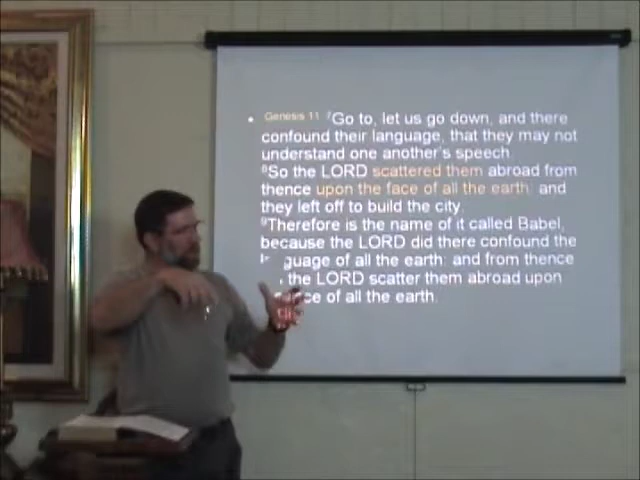 • Genesis 11 ⁷Go to, let us go down, and there
confound their language, that they may not
understand one another's speech.
⁸So the LORD scattered them abroad from
thence upon the face of all the earth: and
they left off to build the city.
⁹Therefore is the name of it called Babel,
because the LORD did there confound the
guage of all the earth: and from thence
the LORD scatter them abroad upon
ce of all the earth.